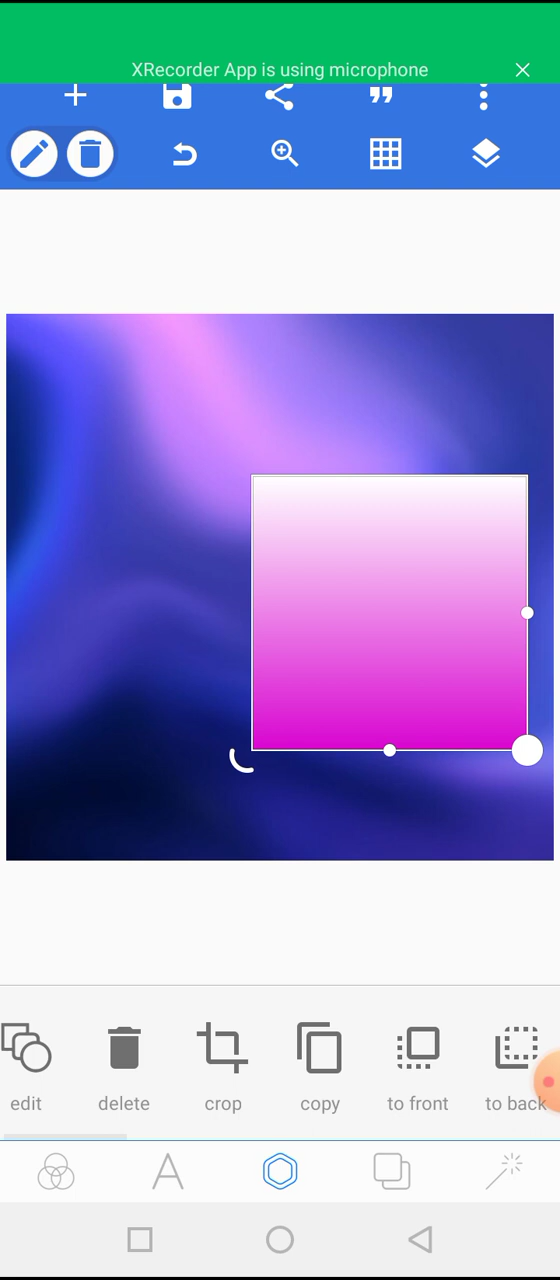 XRecorder App is using microphone
edit
delete
crop
copy
to front
to back